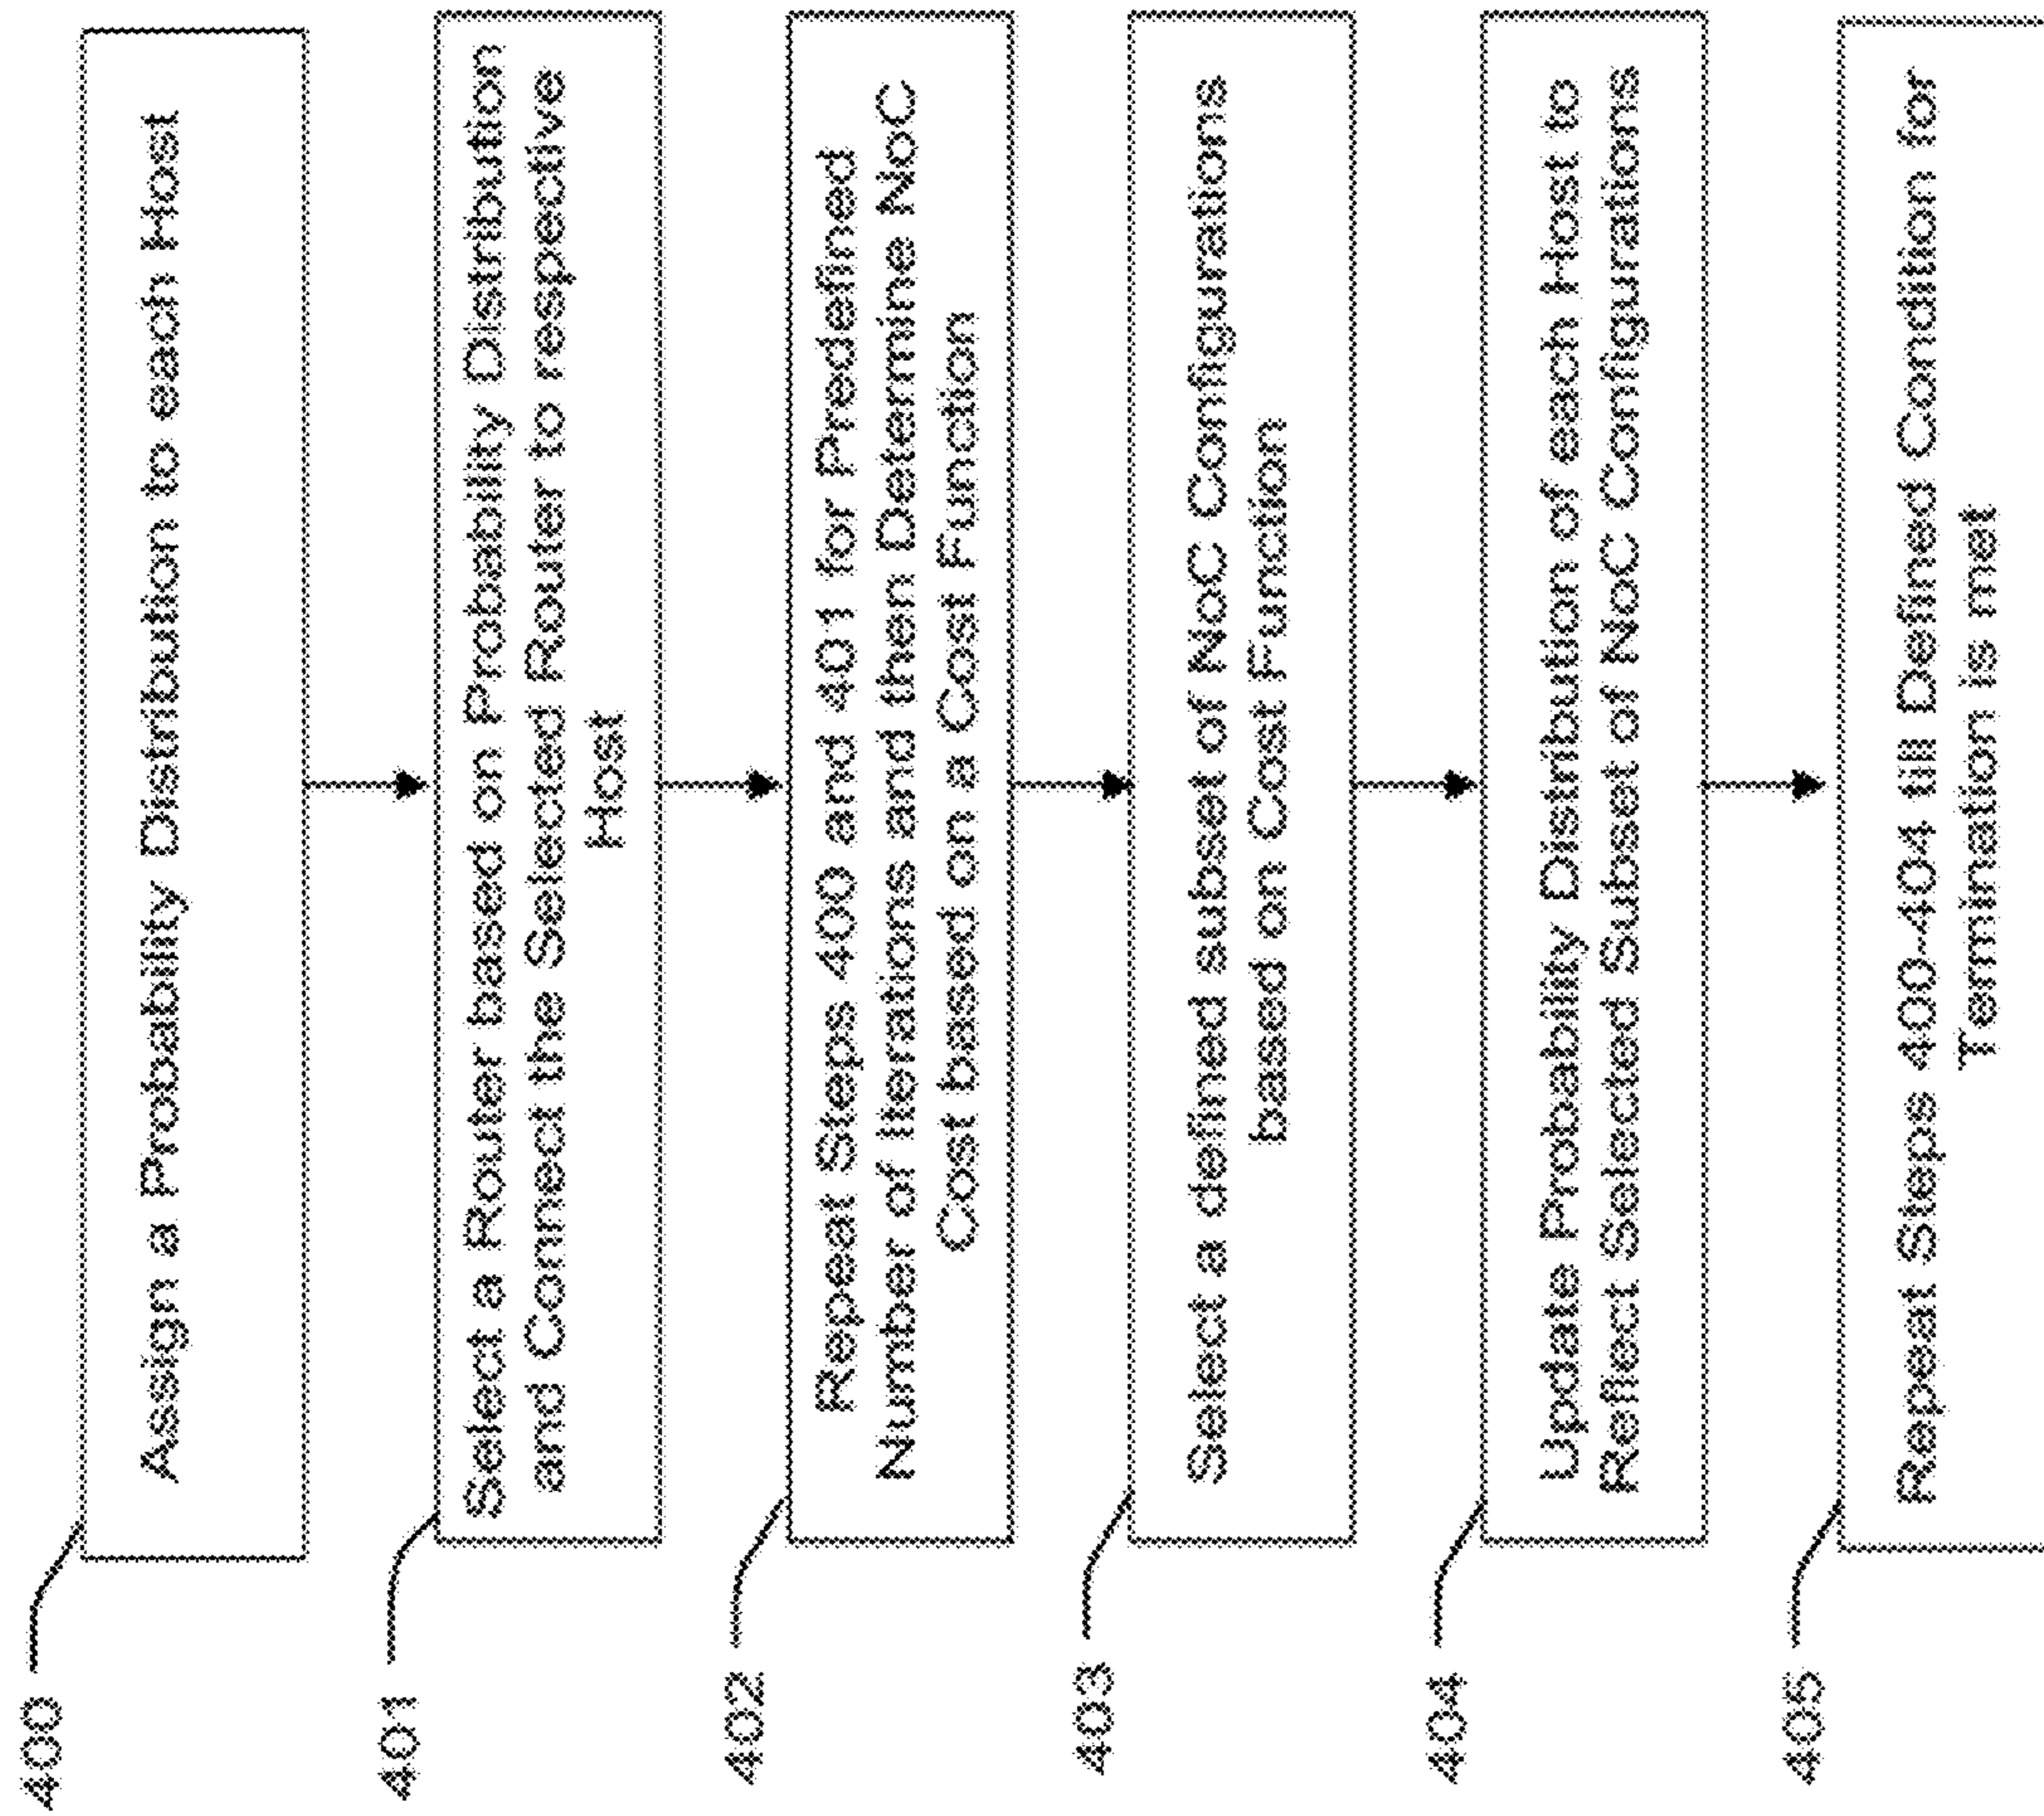 400
Assign a Probability Distribution to each Host
401
Select a Router based on Probability Distribution
and Connect the Selected Router to respective
Host
402
Repeat Steps 400 and 401 for Predefined
Number of Iterations and then Determine NoC
Cost based on a Cost Function
403
Select a defined subset of NoC Configurations
based on Cost Function
404
Update Probability Distribution of each Host to
Reflect Selected Subset of NoC Configurations
405
Repeat Steps 400-404 till Defined Condition for
Termination is met